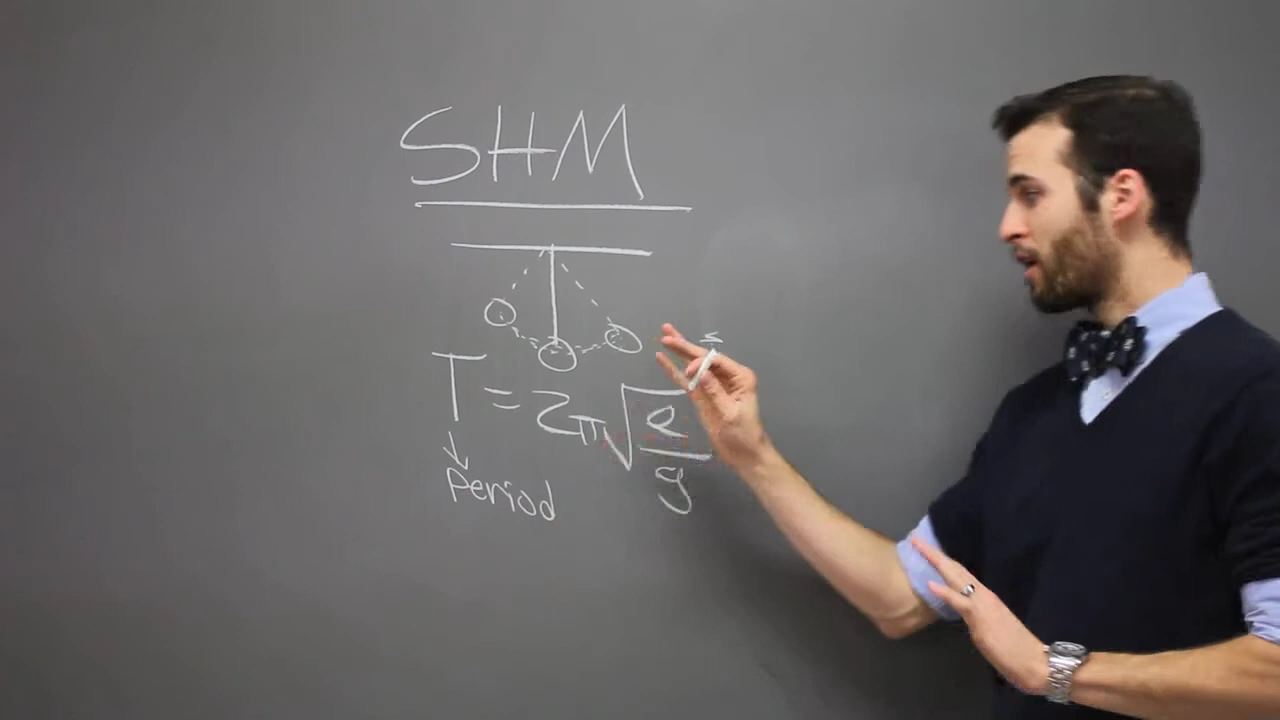 SHM
T = 2π√ℓ/g
Period